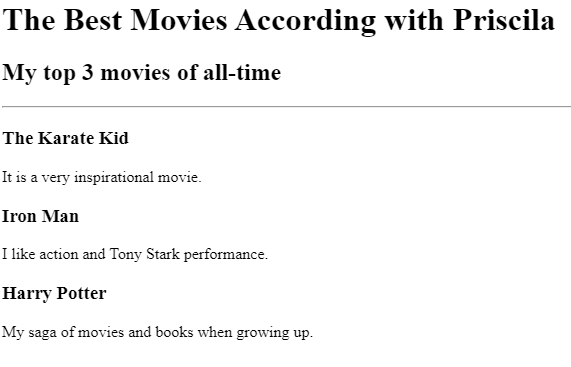 The Best Movies According with Priscila
My top 3 movies of all-time
The Karate Kid
It is a very inspirational movie.
Iron Man
I like action and Tony Stark performance.
Harry Potter
My saga of movies and books when growing up.